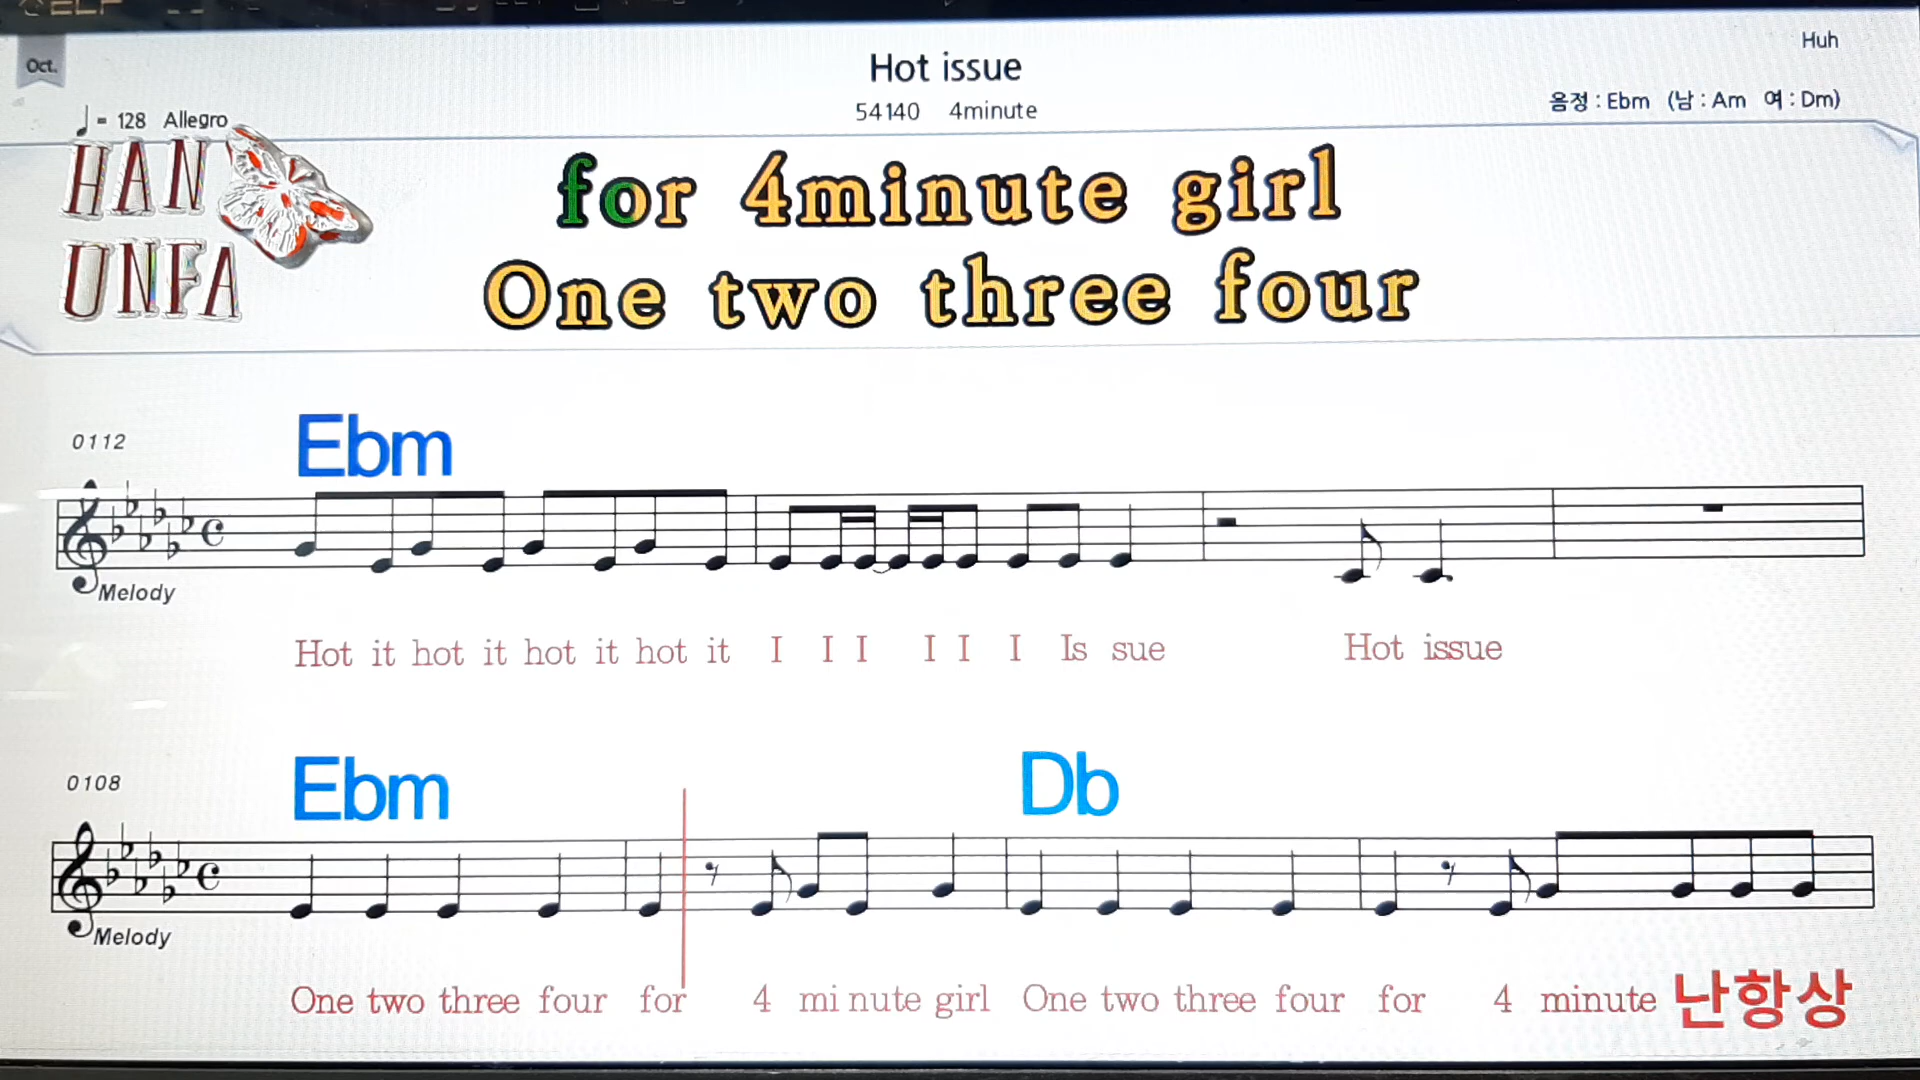 Oct.
Hot issue
Huh
54140 4minute
음정 : Ebm (남 : Am 여 : Dm)
♩ = 128 Allegro
HAN
UNFA
for 4minute girl
One two three four
0112
Ebm
Melody
Hot it hot it hot it hot it I I I I I I Is sue Hot issue
0108
Ebm Db
Melody
One two three four for 4 mi nute girl One two three four for 4 minute 난항상